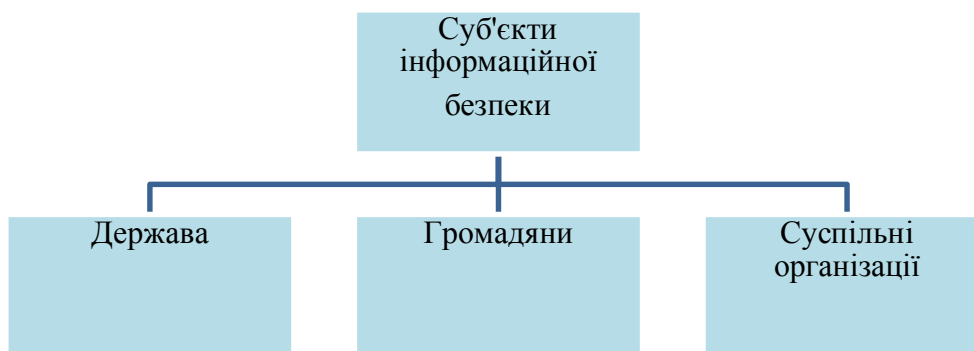 Суб'єкти
інформаційної
безпеки
Держава
Громадяни
Суспільні
організації